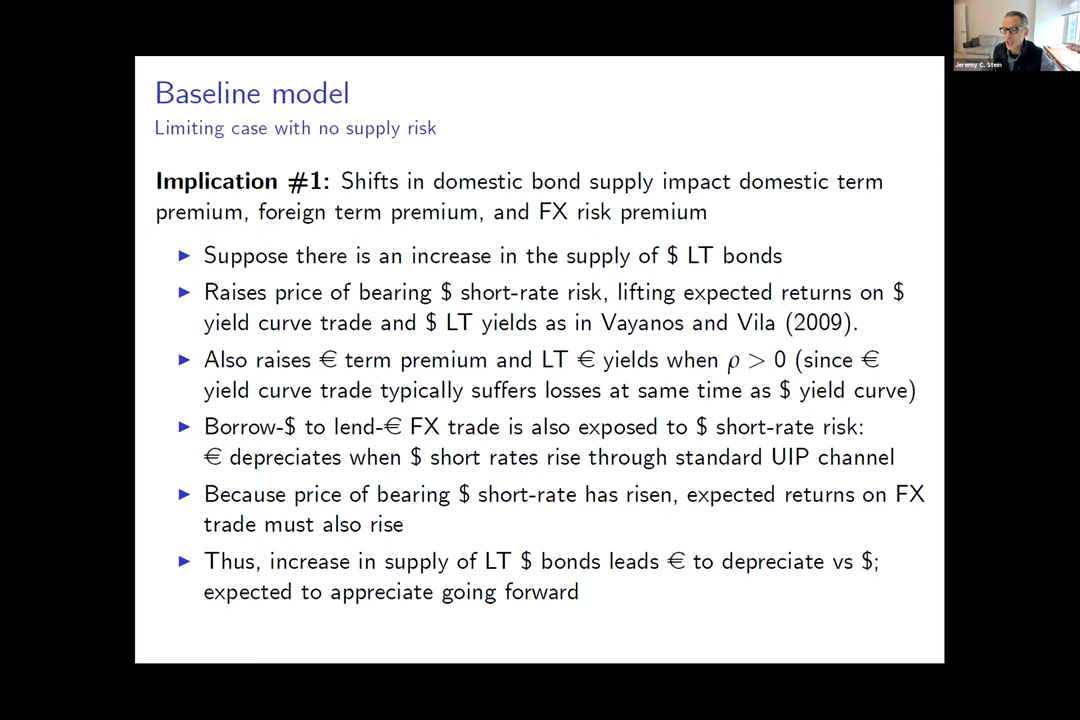 Baseline model
Limiting case with no supply risk
Implication #1: Shifts in domestic bond supply impact domestic term
premium, foreign term premium, and FX risk premium
▶ Suppose there is an increase in the supply of $ LT bonds
▶ Raises price of bearing $ short-rate risk, lifting expected returns on $
yield curve trade and $ LT yields as in Vayanos and Vila (2009).
▶ Also raises € term premium and LT € yields when ρ > 0 (since €
yield curve trade typically suffers losses at same time as $ yield curve)
▶ Borrow-$ to lend-€ FX trade is also exposed to $ short-rate risk:
€ depreciates when $ short rates rise through standard UIP channel
▶ Because price of bearing $ short-rate has risen, expected returns on FX
trade must also rise
▶ Thus, increase in supply of LT $ bonds leads € to depreciate vs $;
expected to appreciate going forward
Jeremy C. Stein